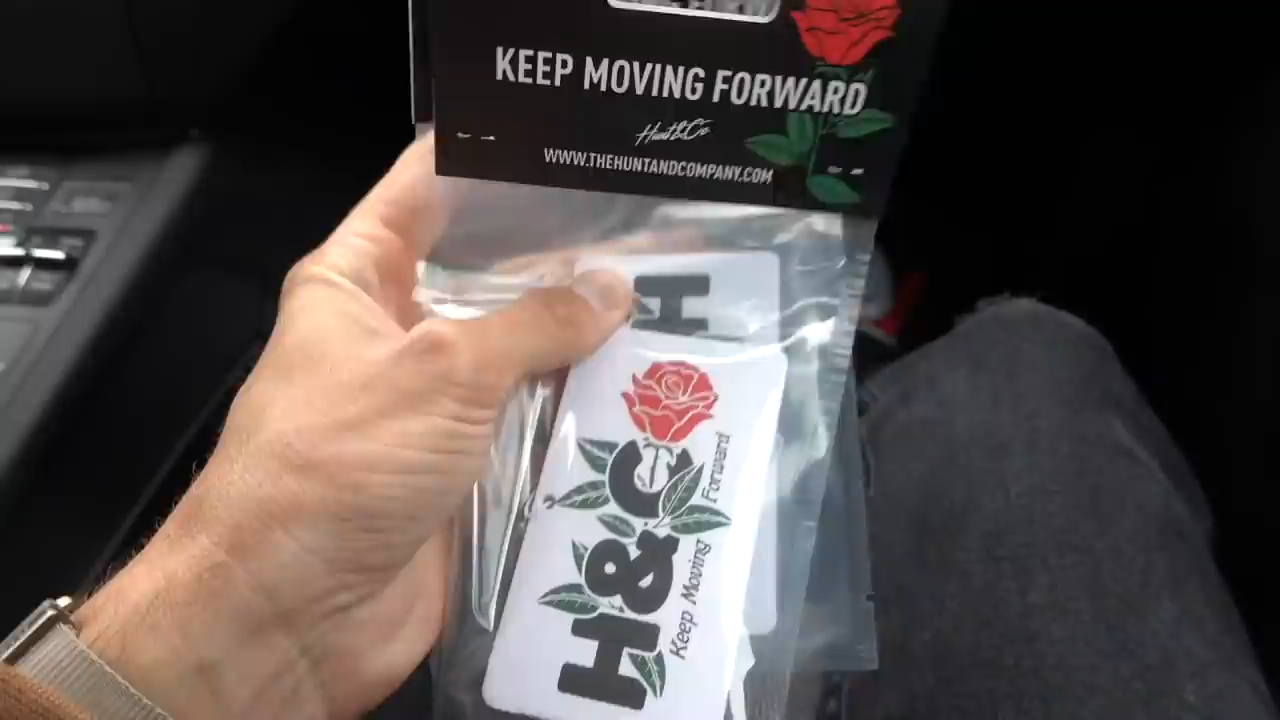 KEEP MOVING FORWARD
Hunt&Co
WWW.THEHUNTANDCOMPANY.COM
H
H&C
Keep Moving Forward